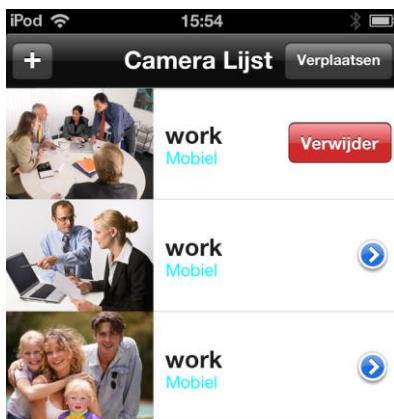 iPod 15:54
+ Camera Lijst Verplaatsen
work
Mobiel
Verwijder
work
Mobiel
work
Mobiel